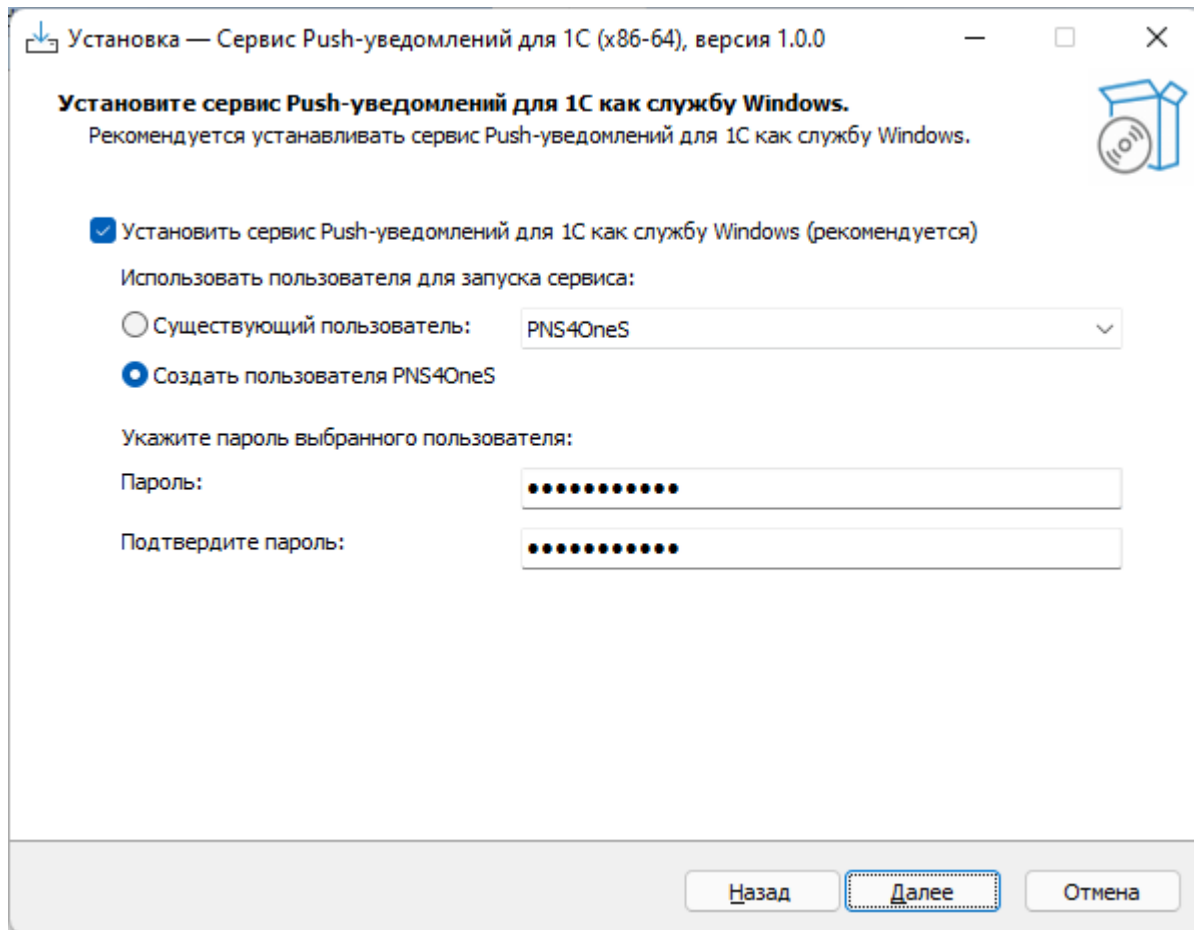 Установка — Сервис Push-уведомлений для 1С (x86-64), версия 1.0.0
Установите сервис Push-уведомлений для 1С как службу Windows.
Рекомендуется устанавливать сервис Push-уведомлений для 1С как службу Windows.
Установить сервис Push-уведомлений для 1С как службу Windows (рекомендуется)
Использовать пользователя для запуска сервиса:
Существующий пользователь: PNS4OneS
Создать пользователя PNS4OneS
Укажите пароль выбранного пользователя:
Пароль: •••••••••••
Подтвердите пароль: •••••••••••
Назад Далее Отмена